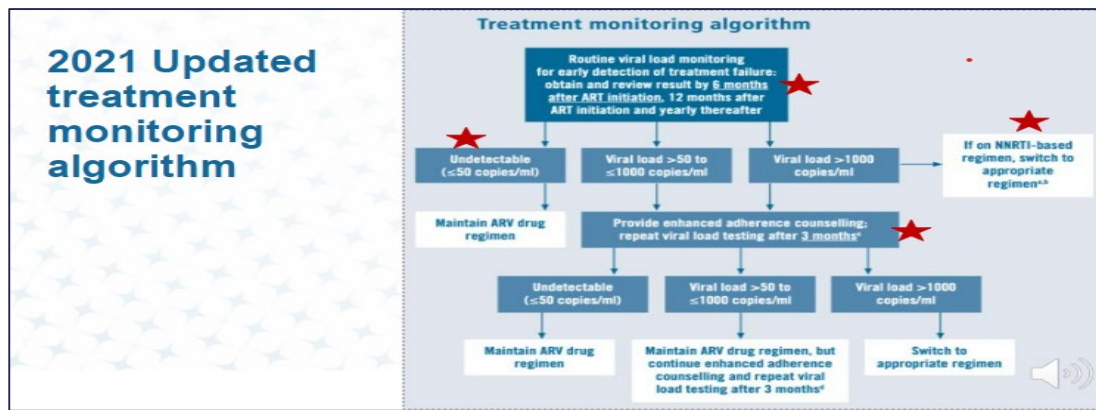 2021 Updated
treatment
monitoring
algorithm
Treatment monitoring algorithm
Routine viral load monitoring
for early detection of treatment failure:
obtain and review result by 6 months
after ART initiation, 12 months after
ART initiation and yearly thereafter
Undetectable
(≤50 copies/ml)
Viral load >50 to
≤1000 copies/ml
Viral load >1000
copies/ml
If on NNRTI-based
regimen, switch to
appropriate
regimenᵃ,ᵇ
Maintain ARV drug
regimen
Provide enhanced adherence counselling;
repeat viral load testing after 3 monthsᶜ
Undetectable
(≤50 copies/ml)
Viral load >50 to
≤1000 copies/ml
Viral load >1000
copies/ml
Maintain ARV drug
regimen
Maintain ARV drug regimen, but
continue enhanced adherence
counselling and repeat viral
load testing after 3 monthsᵈ
Switch to
appropriate regimen